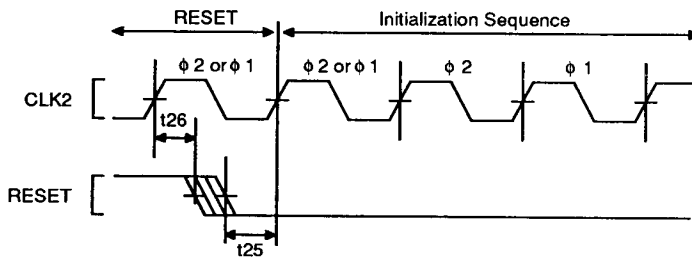 RESET
Initialization Sequence
ϕ 2 or ϕ 1
ϕ 2 or ϕ 1
ϕ 2
ϕ 1
CLK2
t26
RESET
t25